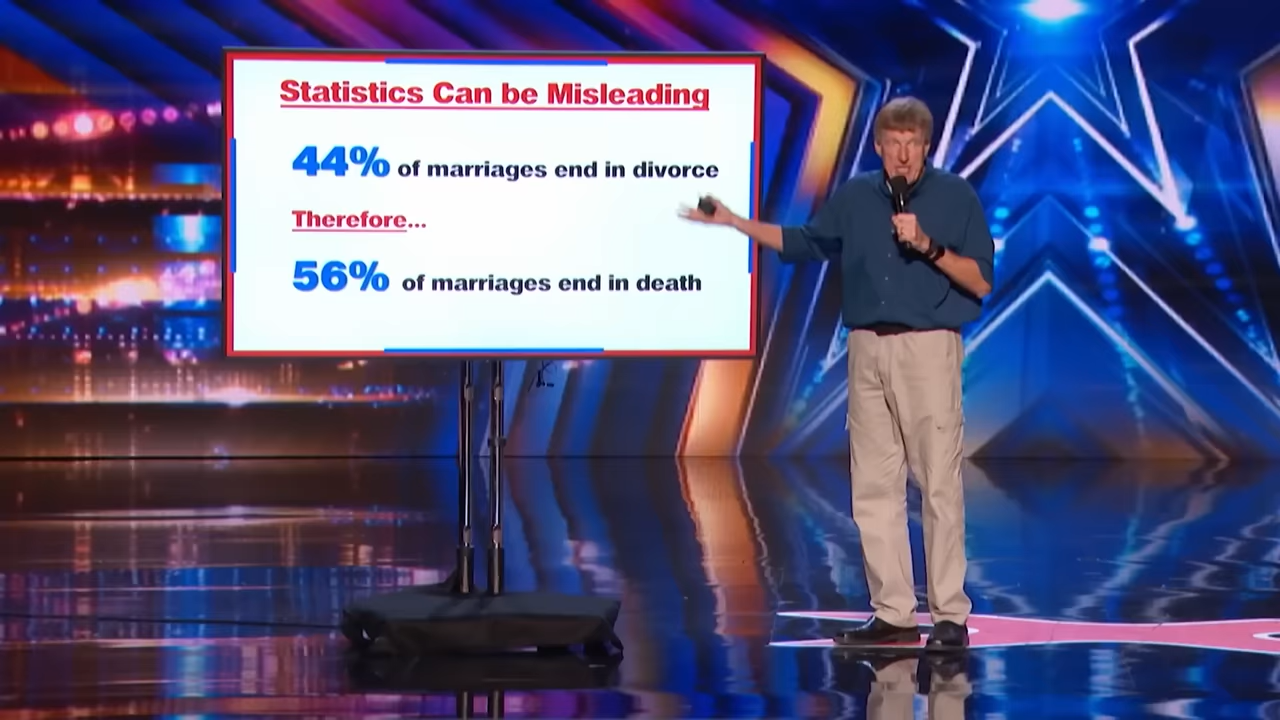 Statistics Can be Misleading
44% of marriages end in divorce
Therefore...
56% of marriages end in death